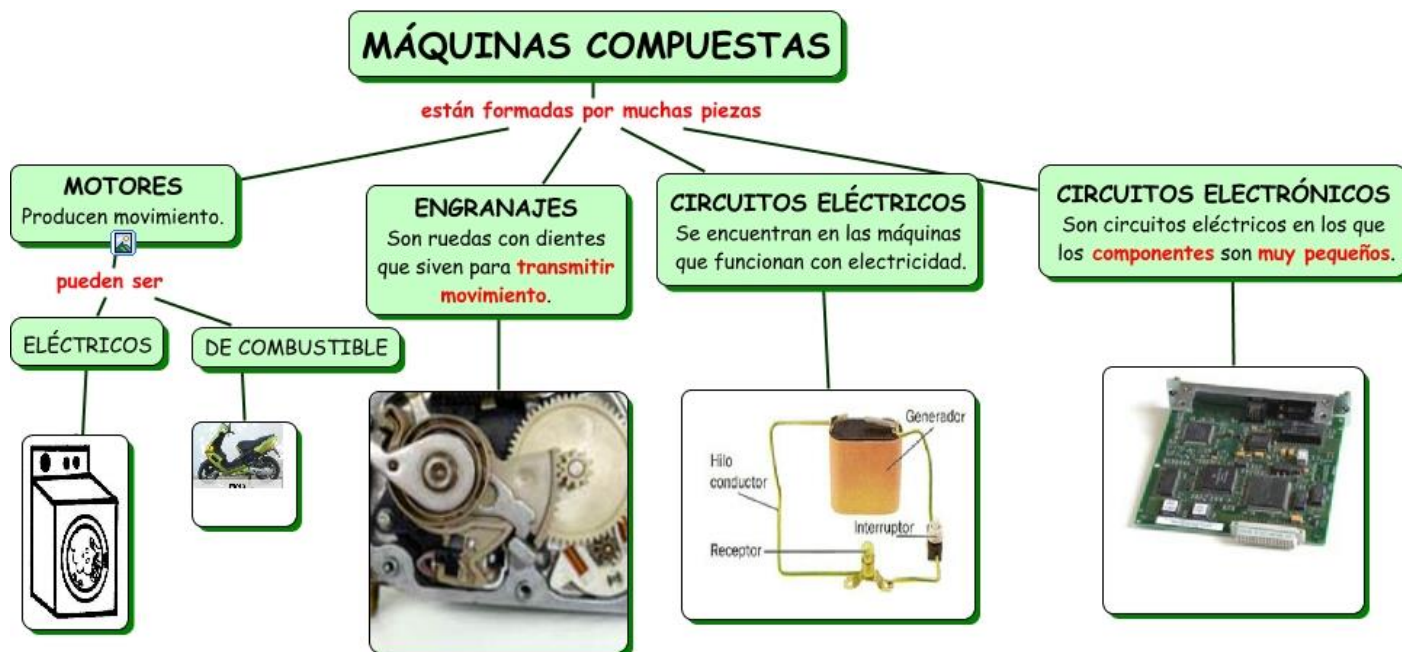 MÁQUINAS COMPUESTAS
están formadas por muchas piezas
MOTORES
Producen movimiento.
pueden ser
ELÉCTRICOS
DE COMBUSTIBLE
ENGRANAJES
Son ruedas con dientes
que siven para transmitir
movimiento.
CIRCUITOS ELÉCTRICOS
Se encuentran en las máquinas
que funcionan con electricidad.
Generador
Hilo
conductor
Interruptor
Receptor
CIRCUITOS ELECTRÓNICOS
Son circuitos eléctricos en los que
los componentes son muy pequeños.